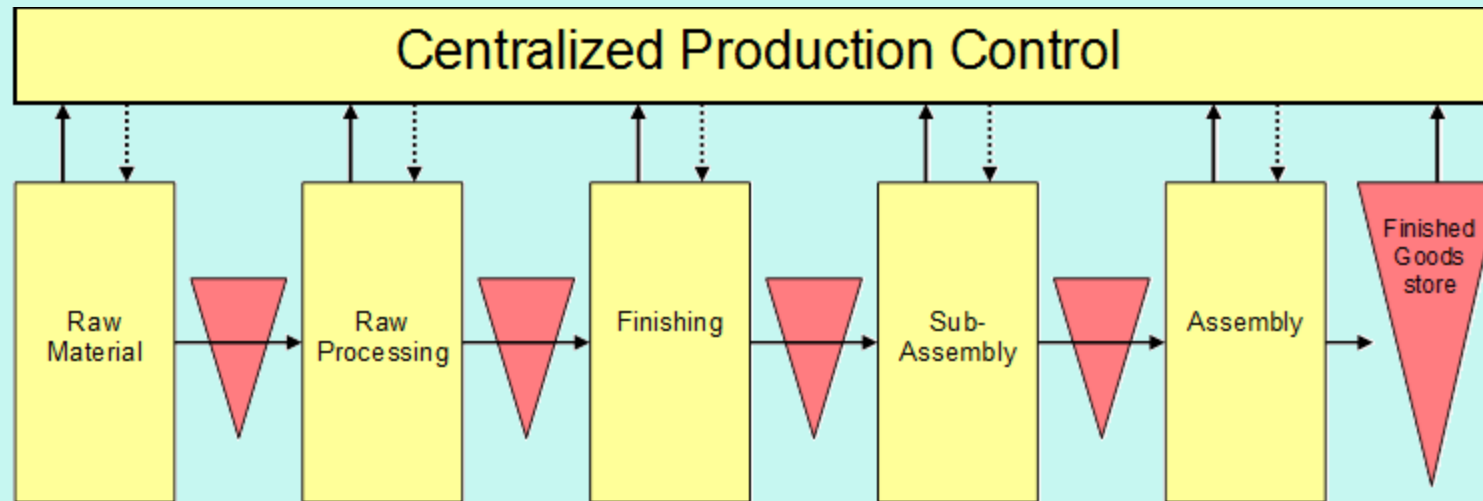 Centralized Production Control
Raw
Material
Raw
Processing
Finishing
Sub-
Assembly
Assembly
Finished
Goods
store